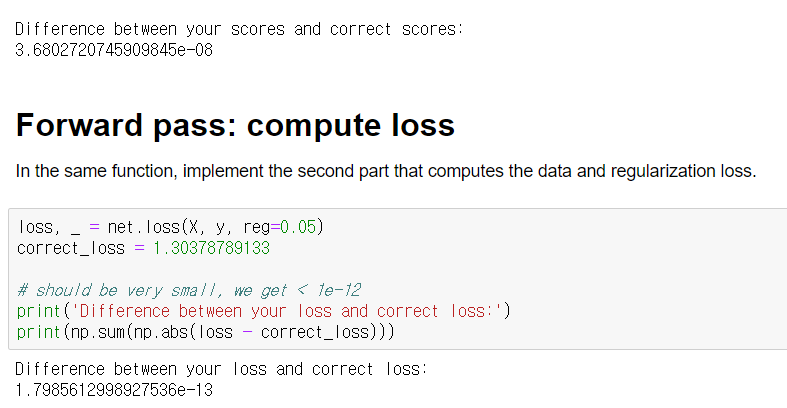 Difference between your scores and correct scores:
3.6802720745909845e-08
Forward pass: compute loss
In the same function, implement the second part that computes the data and regularization loss.
loss, _ = net.loss(X, y, reg=0.05)
correct_loss = 1.30378789133
# should be very small, we get < 1e-12
print('Difference between your loss and correct loss:')
print(np.sum(np.abs(loss - correct_loss)))
Difference between your loss and correct loss:
1.7985612998927536e-13